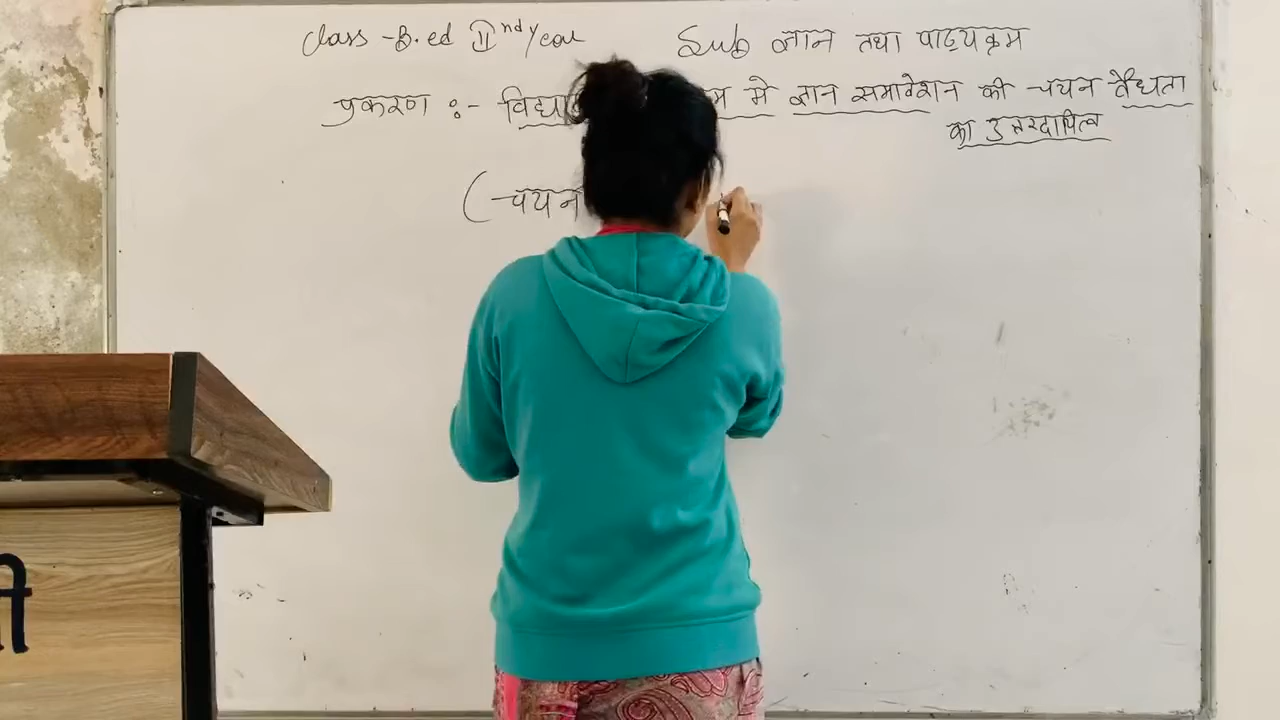 Class - B.ed IInd Year Sub ज्ञान तथा पाठ्यक्रम
प्रकरण :- में ज्ञान समावेशन की चयन वैधता
का उत्तरदायित्व
(चयन